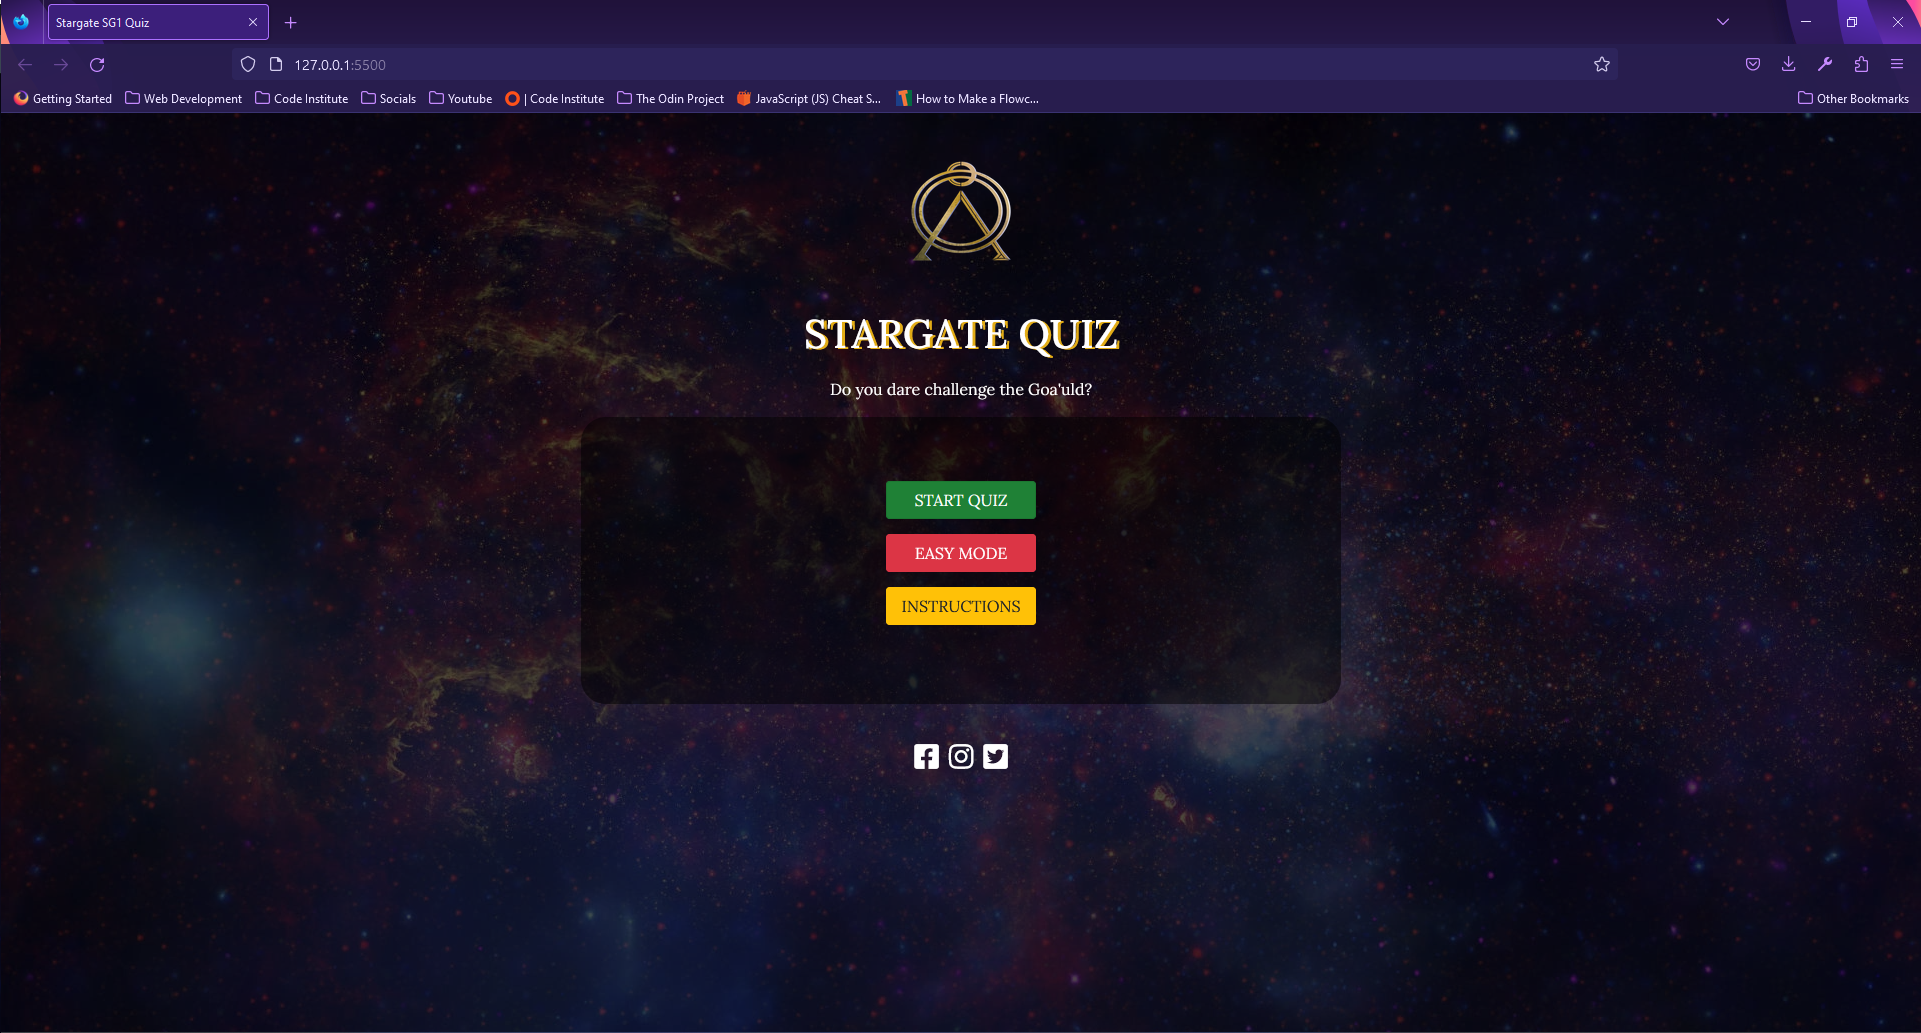 Stargate SG1 Quiz
127.0.0.1:5500
Getting Started Web Development Code Institute Socials Youtube | Code Institute The Odin Project JavaScript (JS) Cheat S... How to Make a Flowc... Other Bookmarks
STARGATE QUIZ
Do you dare challenge the Goa'uld?
START QUIZ
EASY MODE
INSTRUCTIONS